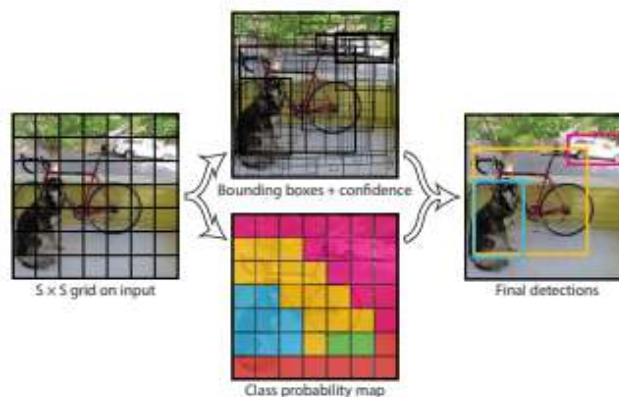 Bounding boxes + confidence
S × S grid on input
Final detections
Class probability map